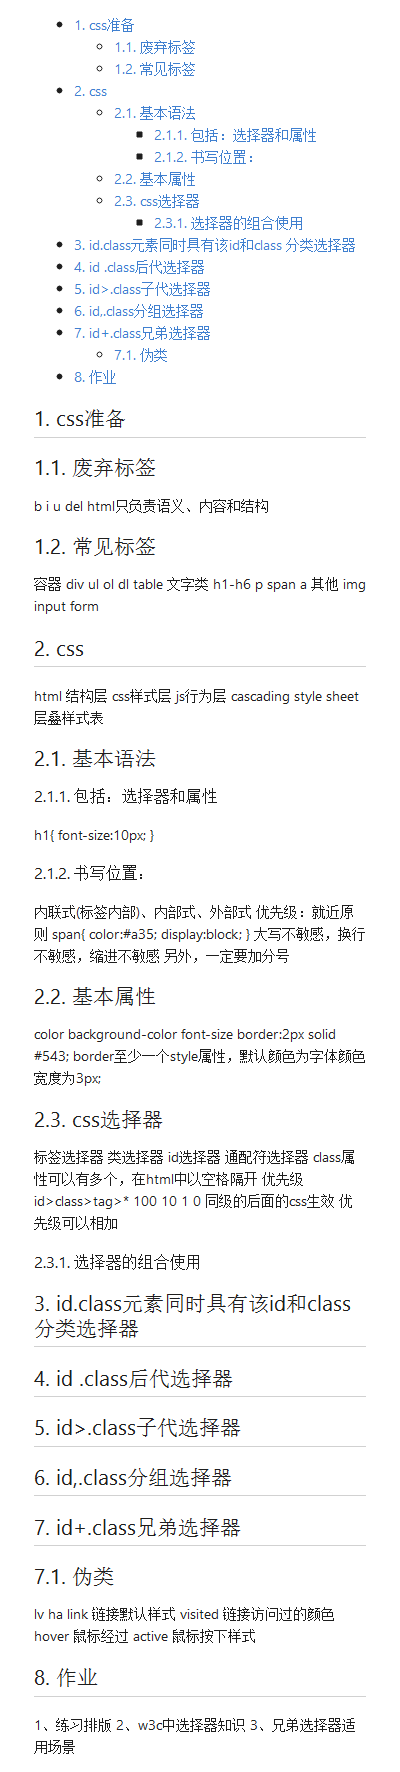 1. css准备
1.1. 废弃标签
1.2. 常见标签
2. css
2.1. 基本语法
2.1.1. 包括：选择器和属性
2.1.2. 书写位置：
2.2. 基本属性
2.3. css选择器
2.3.1. 选择器的组合使用
3. id.class元素同时具有该id和class 分类选择器
4. id .class后代选择器
5. id>.class子代选择器
6. id,.class分组选择器
7. id+.class兄弟选择器
7.1. 伪类
8. 作业
1. css准备
1.1. 废弃标签
b i u del html只负责语义、内容和结构
1.2. 常见标签
容器 div ul ol dl table 文字类 h1-h6 p span a 其他 img
input form
2. css
html 结构层 css样式层 js行为层 cascading style sheet
层叠样式表
2.1. 基本语法
2.1.1. 包括：选择器和属性
h1{ font-size:10px; }
2.1.2. 书写位置：
内联式(标签内部)、内部式、外部式 优先级：就近原
则 span{ color:#a35; display:block; } 大写不敏感，换行
不敏感，缩进不敏感 另外，一定要加分号
2.2. 基本属性
color background-color font-size border:2px solid
#543; border至少一个style属性，默认颜色为字体颜色
宽度为3px;
2.3. css选择器
标签选择器 类选择器 id选择器 通配符选择器 class属
性可以有多个，在html中以空格隔开 优先级
id>class>tag>* 100 10 1 0 同级的后面的css生效 优
先级可以相加
2.3.1. 选择器的组合使用
3. id.class元素同时具有该id和class
分类选择器
4. id .class后代选择器
5. id>.class子代选择器
6. id,.class分组选择器
7. id+.class兄弟选择器
7.1. 伪类
lv ha link 链接默认样式 visited 链接访问过的颜色
hover 鼠标经过 active 鼠标按下样式
8. 作业
1、练习排版 2、w3c中选择器知识 3、兄弟选择器适
用场景